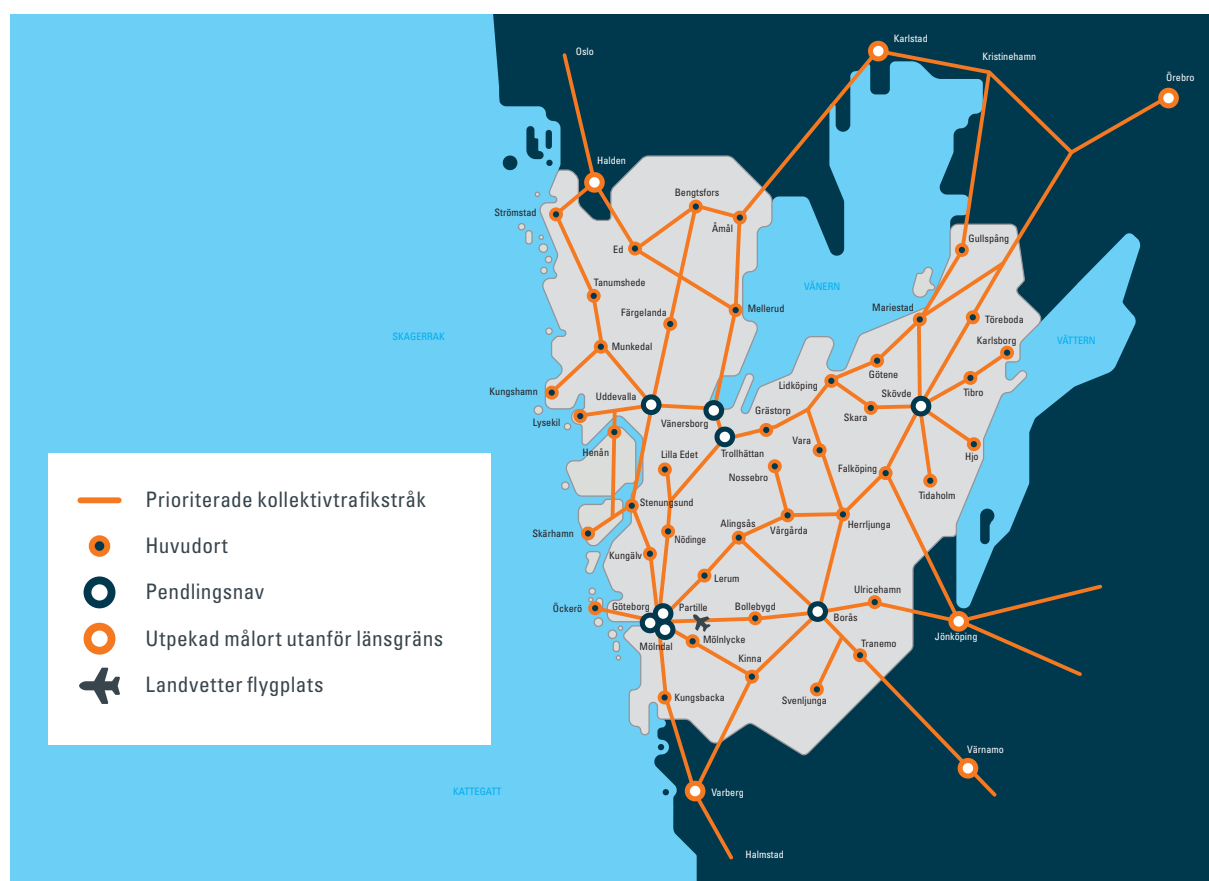 Oslo
Karlstad
Kristinehamn
Örebro
Halden
Bengtsfors
Strömstad
Åmål
Ed
Gullspång
Tanumshede
VÄNERN
Färgelanda
Mellerud
Mariestad
Töreboda
SKAGERRAK
Munkedal
Karlsborg
VÄTTERN
Götene
Kungshamn
Uddevalla
Lidköping
Skövde
Tibro
Lysekil
Vänersborg
Grästorp
Skara
Henån
Trollhättan
Vara
Lilla Edet
Hjo
Nossebro
Falköping
Tidaholm
Prioriterade kollektivtrafikstråk
Huvudort
Pendlingsnav
Utpekad målort utanför länsgräns
Landvetter flygplats
Stenungsund
Skärhamn
Nödinge
Alingsås
Vårgårda
Herrljunga
Kungälv
Lerum
Ulricehamn
Öckerö
Göteborg
Partille
Bollebygd
Borås
Jönköping
Mölndal
Mölnlycke
Tranemo
Kinna
Kungsbacka
Svenljunga
Värnamo
KATTEGATT
Varberg
Halmstad